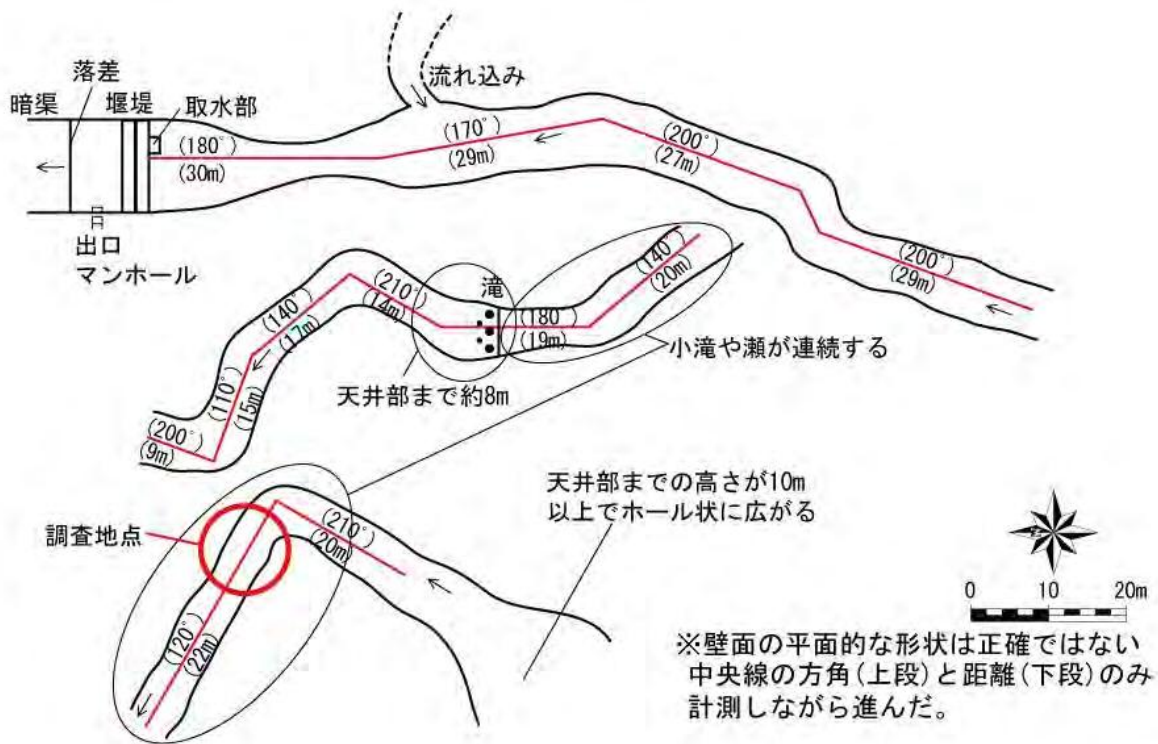 流れ込み
落差
暗渠
堰堤
取水部
(180°)
(30m)
(170°)
(29m)
(200°)
(27m)
(200°)
(29m)
出口
マンホール
滝
(140°)
(20m)
(180
(19m)
(210°)
(14m)
(140°)
(17m)
(110°)
(15m)
(200°)
(9m)
小滝や瀬が連続する
天井部まで約8m
天井部までの高さが10m
以上でホール状に広がる
調査地点
(210°)
(20m)
(120°)
(22m)
0 10 20m
※壁面の平面的な形状は正確ではない
中央線の方角(上段)と距離(下段)のみ
計測しながら進んだ。